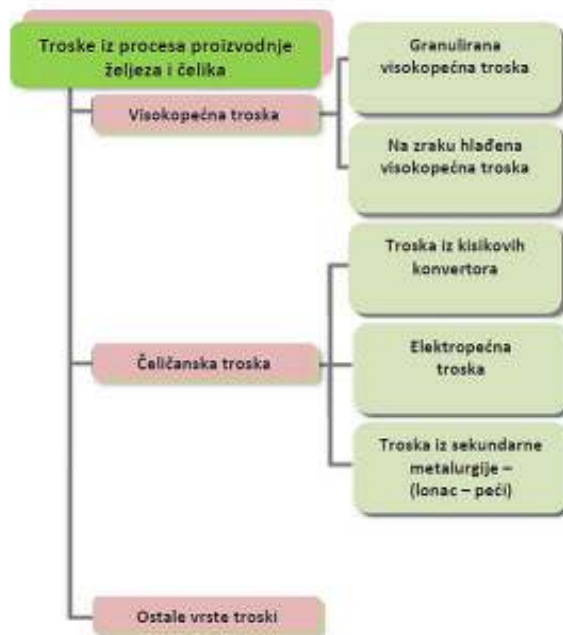 Troske iz procesa proizvodnje
željeza i čelika
Visokopećna troska
Granulirana
visokopećna troska
Na zraku hlađena
visokopećna troska
Čeličanska troska
Troska iz kisikovih
konvertora
Elektropećna
troska
Troska iz sekundarne
metalurgije –
(lonac – peći)
Ostale vrste troski